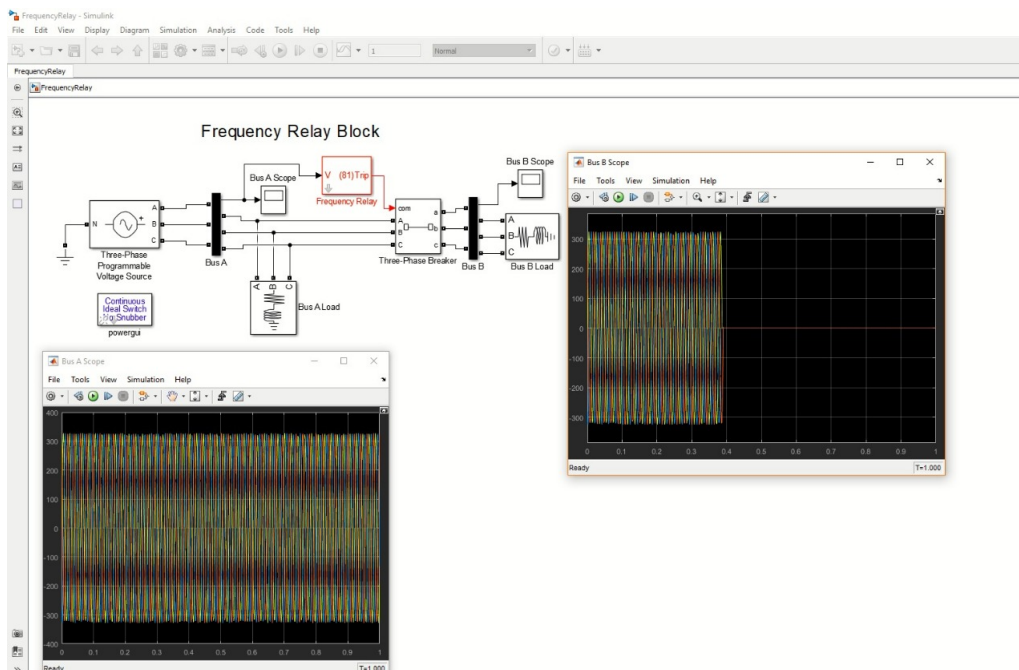 FrequencyRelay - Simulink
File Edit View Display Diagram Simulation Analysis Code Tools Help
1 Normal
FrequencyRelay
FrequencyRelay
Frequency Relay Block
Bus A Scope
V (81)Trip
Frequency Relay
Bus B Scope
N
A
B
C
Three-Phase
Programmable
Voltage Source
Bus A
com
A a
B b
C c
Three-Phase Breaker
Bus B
A
B
C
Bus B Load
A B C
Bus A Load
Continuous
Ideal Switch
No Snubber
powergui
Bus B Scope
File Tools View Simulation Help
300
200
100
0
-100
-200
-300
0 0.1 0.2 0.3 0.4 0.5 0.6 0.7 0.8 0.9 1
Ready T=1.000
Bus A Scope
File Tools View Simulation Help
400
300
200
100
0
-100
-200
-300
-400
0 0.1 0.2 0.3 0.4 0.5 0.6 0.7 0.8 0.9 1
Ready T=1.000